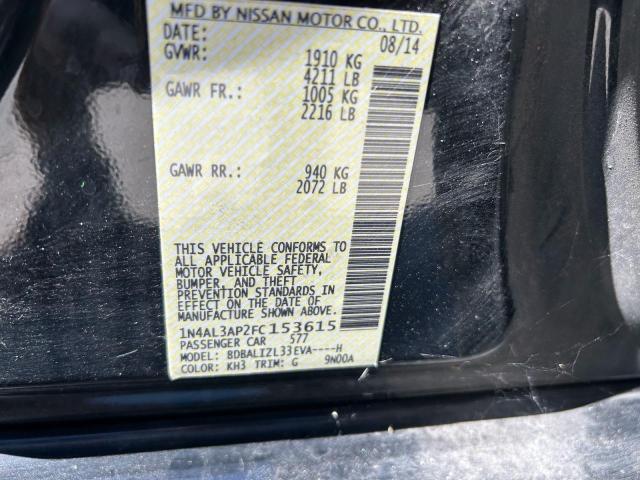 MFD BY NISSAN MOTOR CO., LTD.
DATE: 08/14
GVWR: 1910 KG
4211 LB
GAWR FR.: 1005 KG
2216 LB
GAWR RR.: 940 KG
2072 LB
THIS VEHICLE CONFORMS TO
ALL APPLICABLE FEDERAL
MOTOR VEHICLE SAFETY,
BUMPER, AND THEFT
PREVENTION STANDARDS IN
EFFECT ON THE DATE OF
MANUFACTURE SHOWN ABOVE.
1N4AL3AP2FC153615
PASSENGER CAR 577
MODEL: BDBALIZL33EVA----H
COLOR: KH3 TRIM: G 9N00A